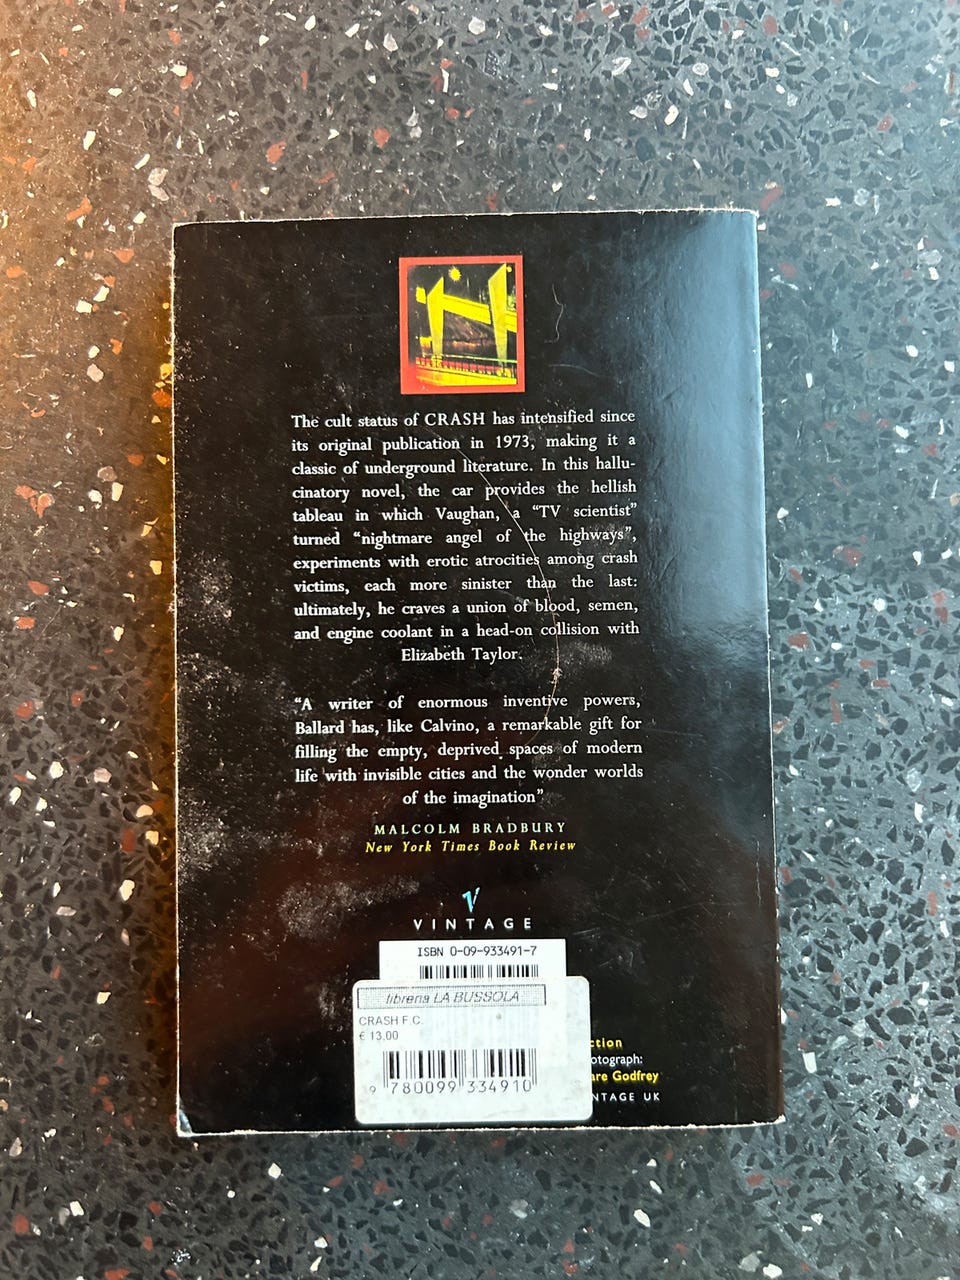 The cult status of CRASH has intensified since
its original publication in 1973, making it a
classic of underground literature. In this hallu-
cinatory novel, the car provides the hellish
tableau in which Vaughan, a “TV scientist”
turned “nightmare angel of the highways”,
experiments with erotic atrocities among crash
victims, each more sinister than the last:
ultimately, he craves a union of blood, semen,
and engine coolant in a head-on collision with
Elizabeth Taylor.
“A writer of enormous inventive powers,
Ballard has, like Calvino, a remarkable gift for
filling the empty, deprived spaces of modern
life with invisible cities and the wonder worlds
of the imagination”
MALCOLM BRADBURY
New York Times Book Review
V
VINTAGE
ISBN 0-09-933491-7
libreria LA BUSSOLA
CRASH F.C.
€ 13,00
9 780099 334910
ction
otograph:
are Godfrey
NTAGE UK